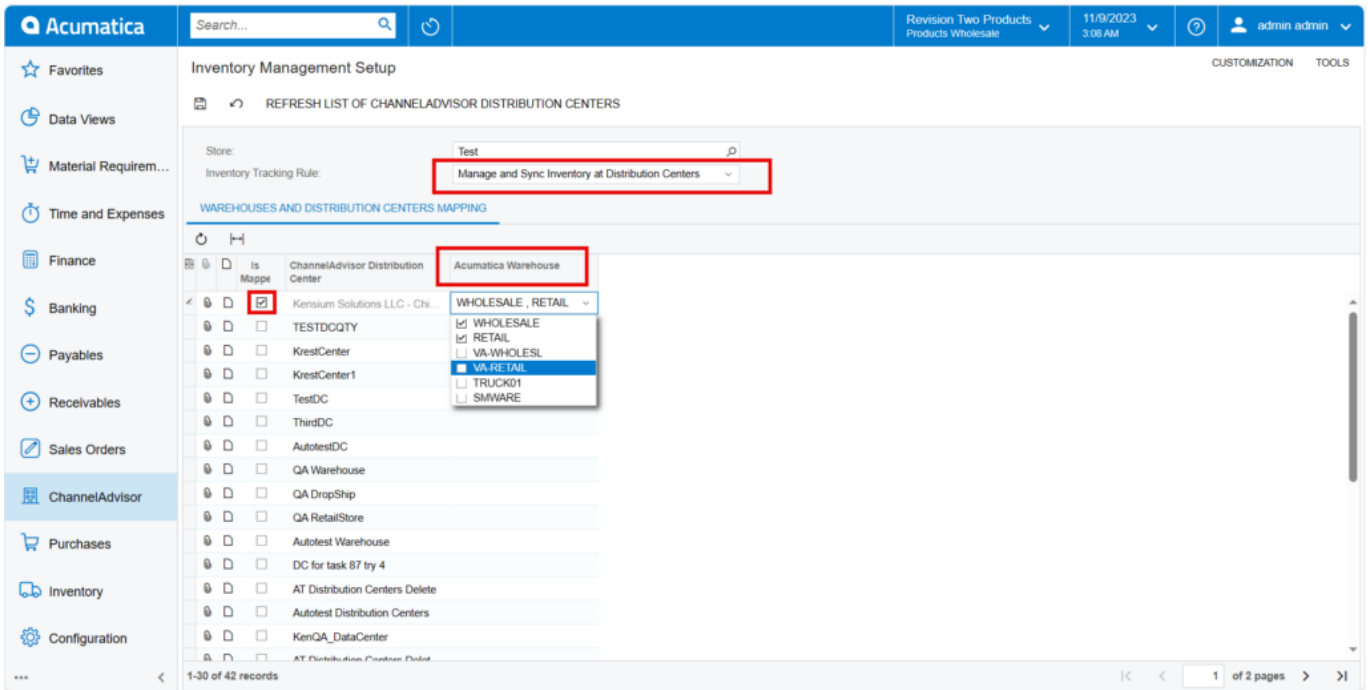 Acumatica
Search...
Revision Two Products
Products Wholesale
11/9/2023
3:08 AM
admin admin
Favorites
Data Views
Material Requirem...
Time and Expenses
Finance
Banking
Payables
Receivables
Sales Orders
ChannelAdvisor
Purchases
Inventory
Configuration
Inventory Management Setup
CUSTOMIZATION TOOLS
REFRESH LIST OF CHANNELADVISOR DISTRIBUTION CENTERS
Store: Test
Inventory Tracking Rule: Manage and Sync Inventory at Distribution Centers
WAREHOUSES AND DISTRIBUTION CENTERS MAPPING
Is
Mappe
ChannelAdvisor Distribution
Center
Acumatica Warehouse
Kensium Solutions LLC - Chi... WHOLESALE , RETAIL
WHOLESALE
RETAIL
VA-WHOLESL
VA-RETAIL
TRUCK01
SMWARE
TESTDCQTY
KrestCenter
KrestCenter1
TestDC
ThirdDC
AutotestDC
QA Warehouse
QA DropShip
QA RetailStore
Autotest Warehouse
DC for task 87 try 4
AT Distribution Centers Delete
Autotest Distribution Centers
KenQA_DataCenter
AT Distribution Centers Delet
1-30 of 42 records
1 of 2 pages